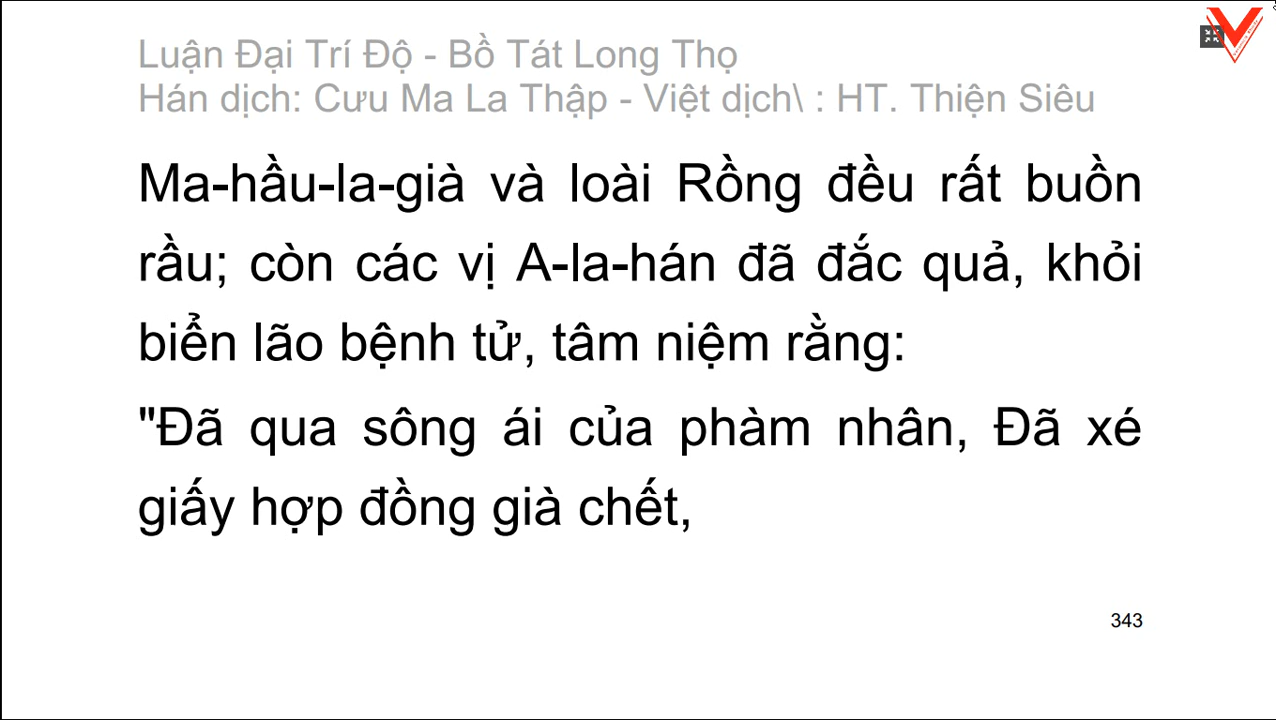 Luận Đại Trí Độ - Bồ Tát Long Thọ
Hán dịch: Cưu Ma La Thập - Việt dịch\ : HT. Thiện Siêu
Ma-hầu-la-già và loài Rồng đều rất buồn
rầu; còn các vị A-la-hán đã đắc quả, khỏi
biển lão bệnh tử, tâm niệm rằng:
"Đã qua sông ái của phàm nhân, Đã xé
giấy hợp đồng già chết,
343